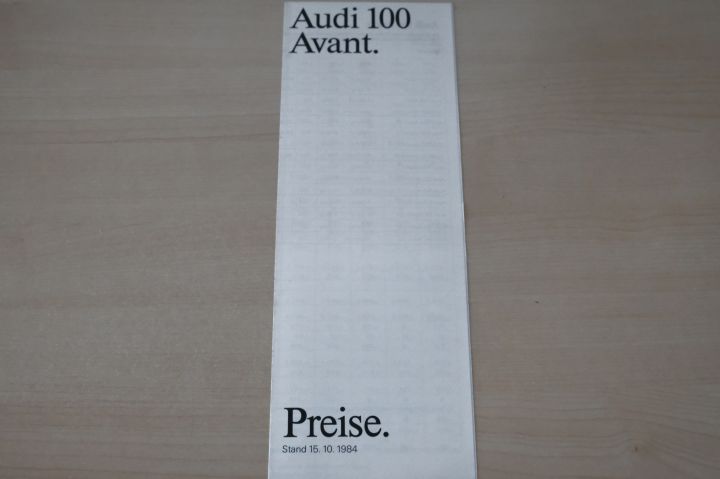 Audi 100
Avant.
Preise.
Stand 15. 10. 1984